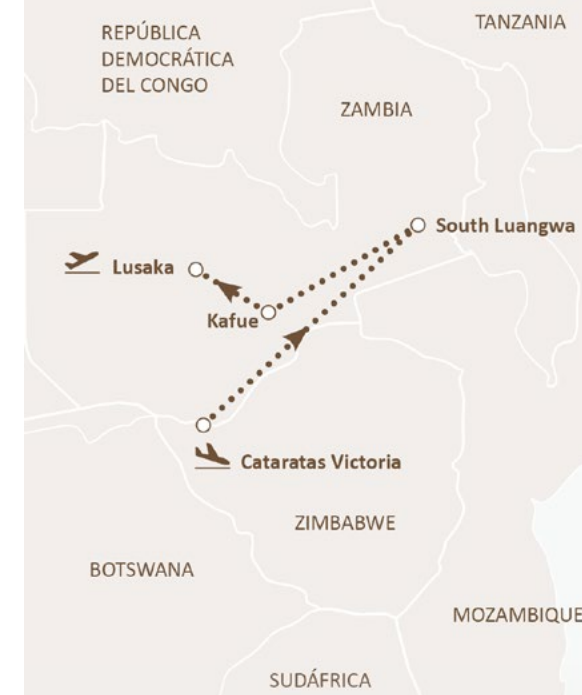 TANZANIA
REPÚBLICA
DEMOCRÁTICA
DEL CONGO
ZAMBIA
South Luangwa
Lusaka
Kafue
Cataratas Victoria
ZIMBABWE
BOTSWANA
MOZAMBIQUE
SUDÁFRICA